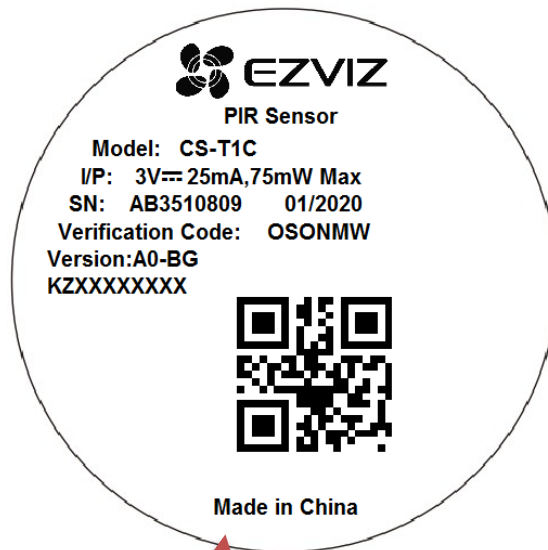 EZVIZ
PIR Sensor
Model: CS-T1C
I/P: 3V⎓ 25mA,75mW Max
SN: AB3510809 01/2020
Verification Code: OSONMW
Version:A0-BG
KZXXXXXXXX
Made in China